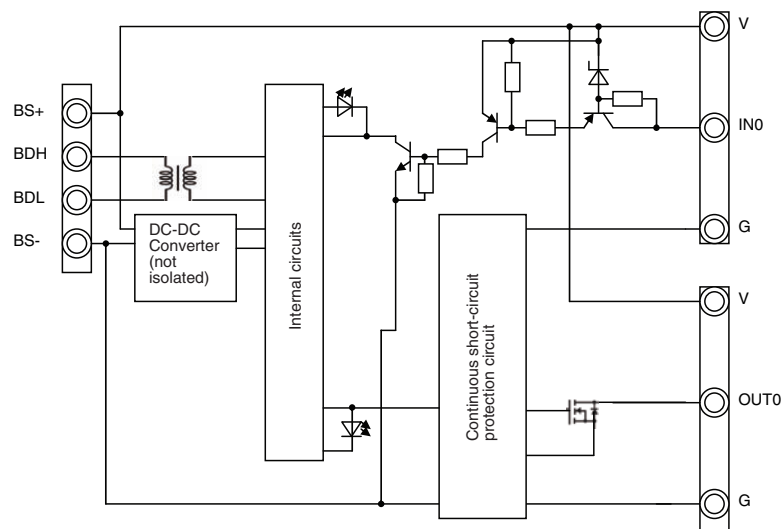 V
BS+
IN0
BDH
BDL
G
BS-
DC-DC
Converter
(not
isolated)
Internal circuits
Continuous short-circuit
protection circuit
V
OUT0
G